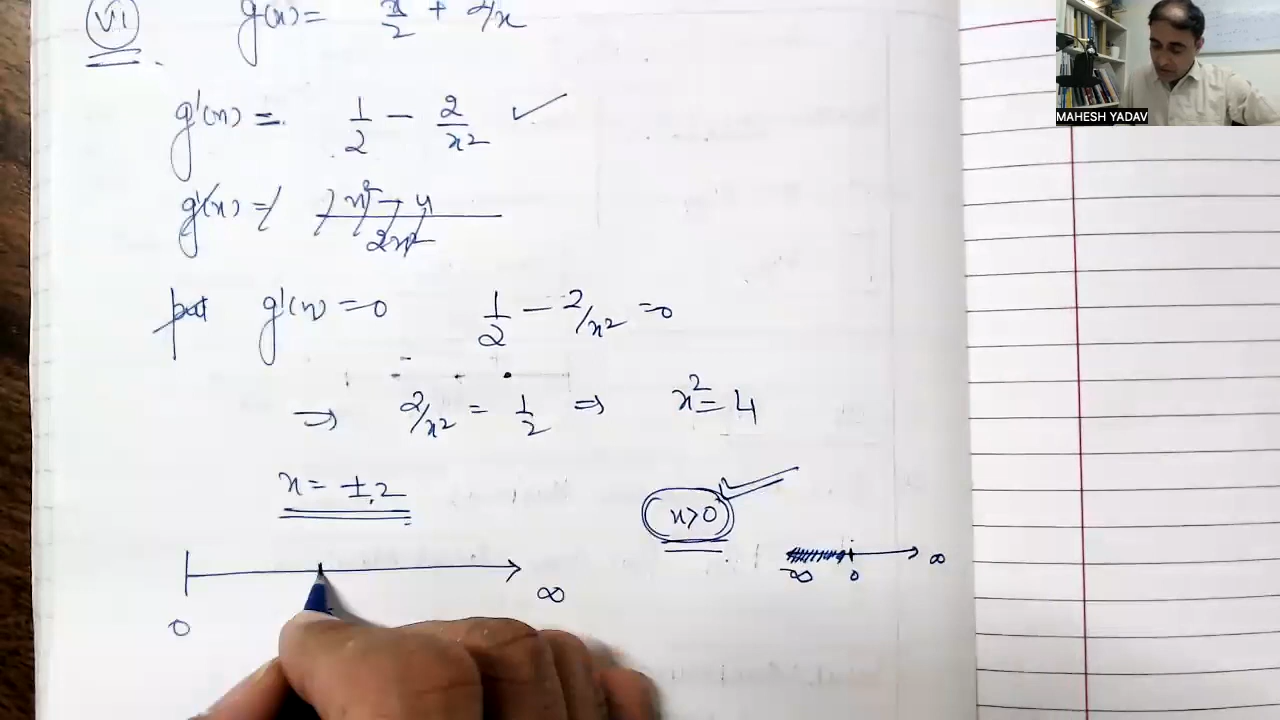 VI g(x) = x/2 + 2/x
g'(x) = 1/2 - 2/x² ✓
g'(x) = x² - 4 / 2x²
put g'(x) = 0 1/2 - 2/x² = 0
⇒ 2/x² = 1/2 ⇒ x² = 4
x = ±2
x>0
0 ∞
∞ 0 ∞
MAHESH YADAV